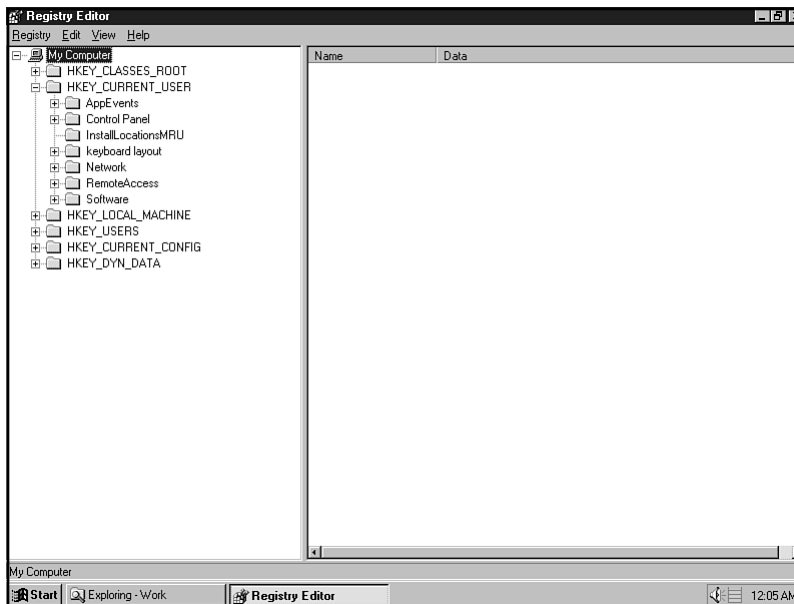 Registry Editor
Registry Edit View Help
My Computer
HKEY_CLASSES_ROOT
HKEY_CURRENT_USER
AppEvents
Control Panel
InstallLocationsMRU
keyboard layout
Network
RemoteAccess
Software
HKEY_LOCAL_MACHINE
HKEY_USERS
HKEY_CURRENT_CONFIG
HKEY_DYN_DATA
Name Data
My Computer
Start Exploring - Work Registry Editor 12:05 AM